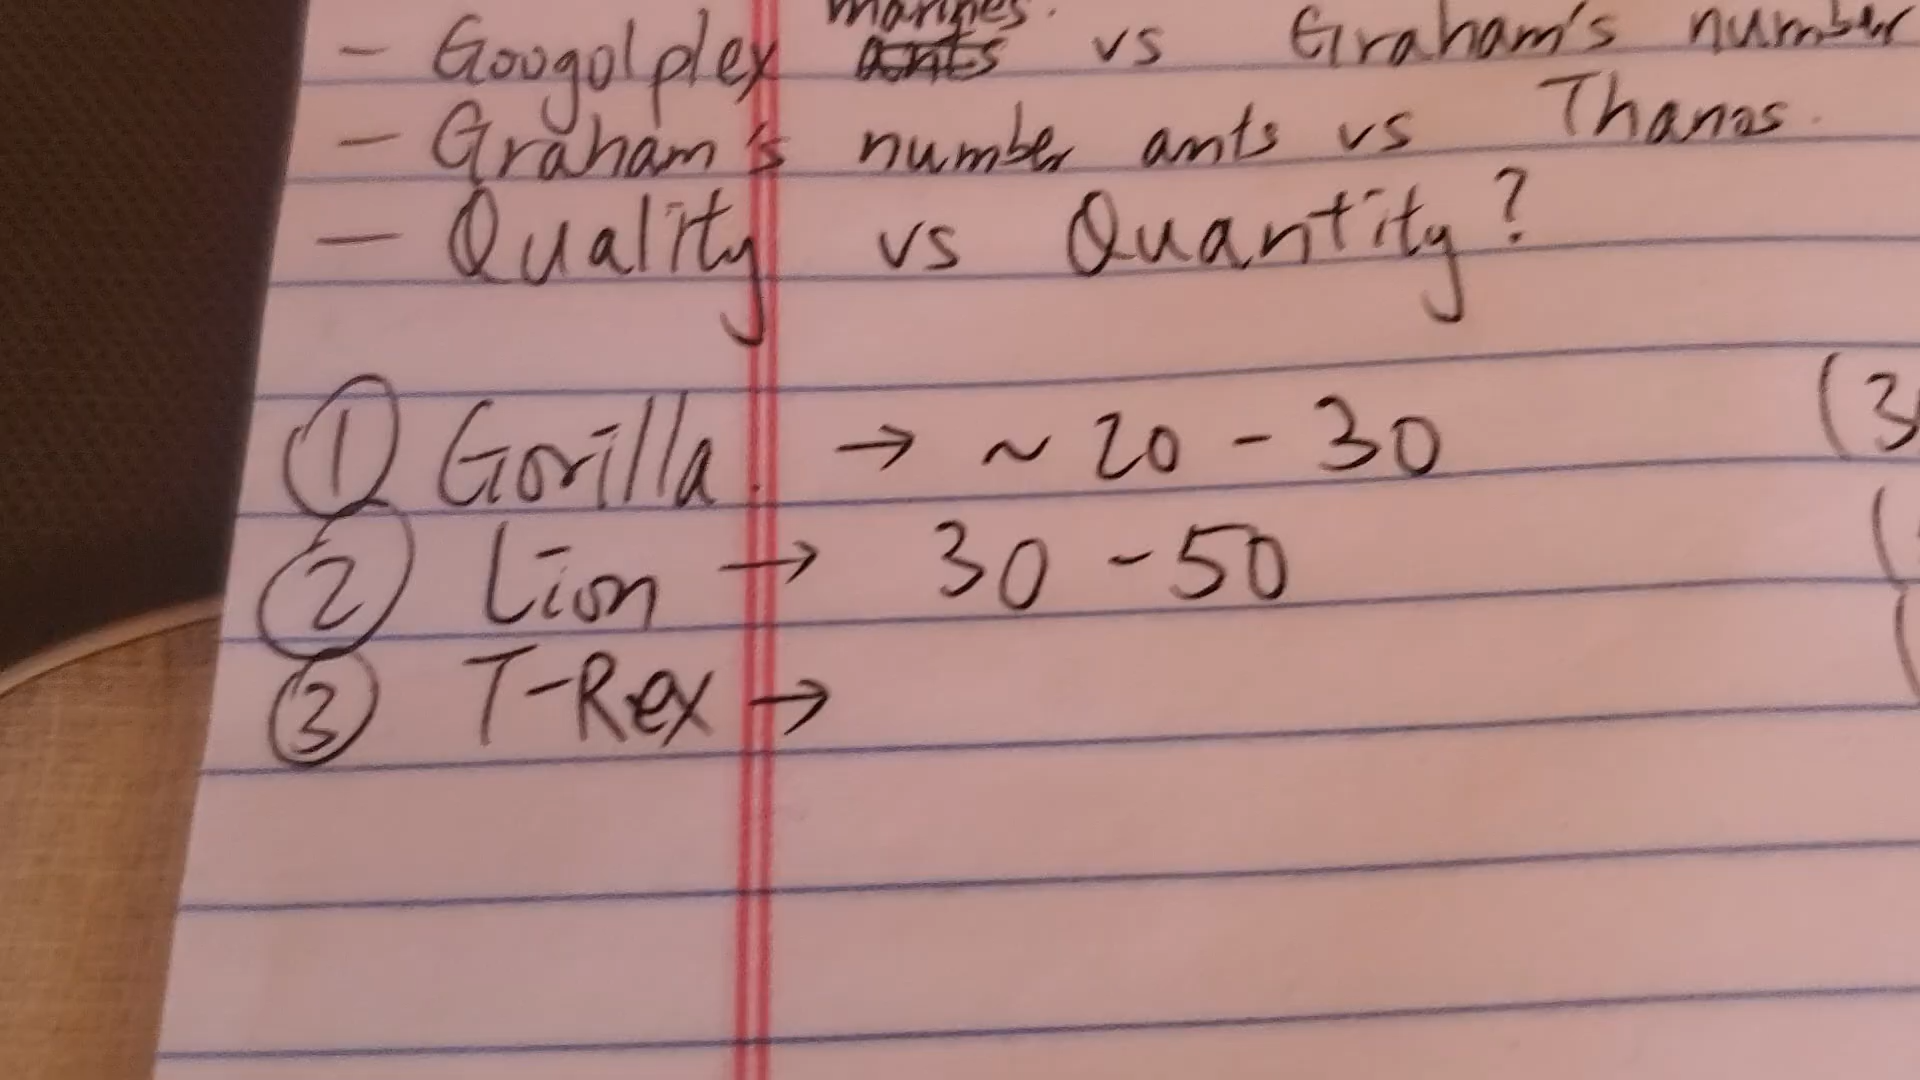 - Googolplex marines. vs Graham's number
- Graham's number ants vs Thanos.
- Quality vs Quantity?
① Gorilla. → ~ 20 - 30 (3
② Lion → 30 - 50 (
③ T-Rex → (